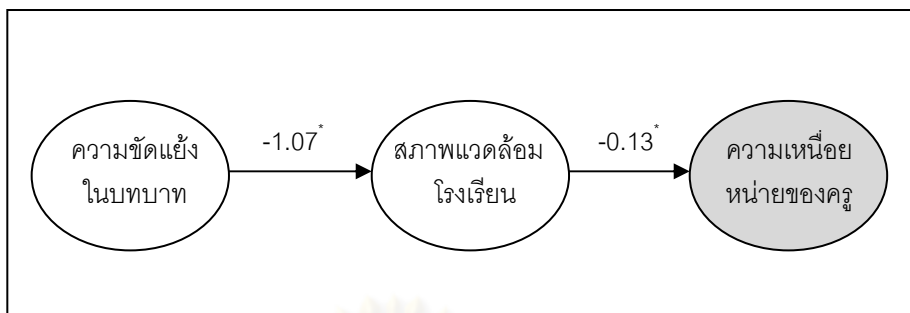 ความขัดแย้ง
ในบทบาท
-1.07*
สภาพแวดล้อม
โรงเรียน
-0.13*
ความเหนื่อย
หน่ายของครู